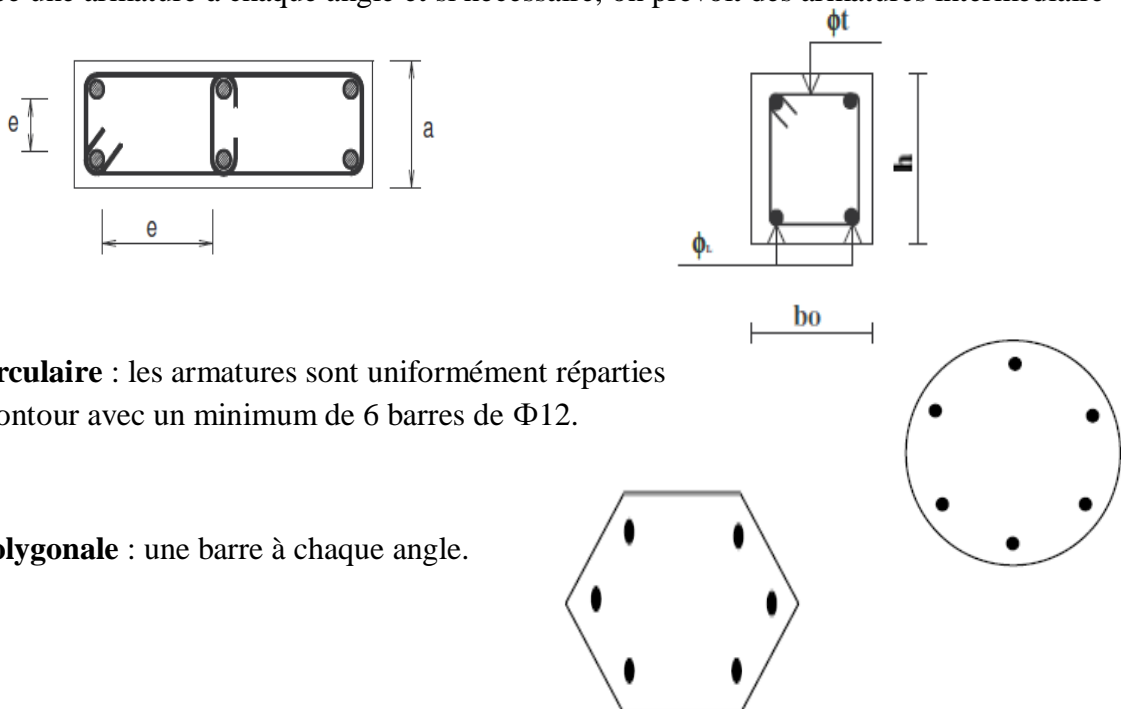 une armature à chaque angle et si nécessaire, on prévoit des armatures intermédiaire
ϕt
e
a
h
e
ϕL
bo
rculaire : les armatures sont uniformément réparties
ontour avec un minimum de 6 barres de Φ12.
olygonale : une barre à chaque angle.